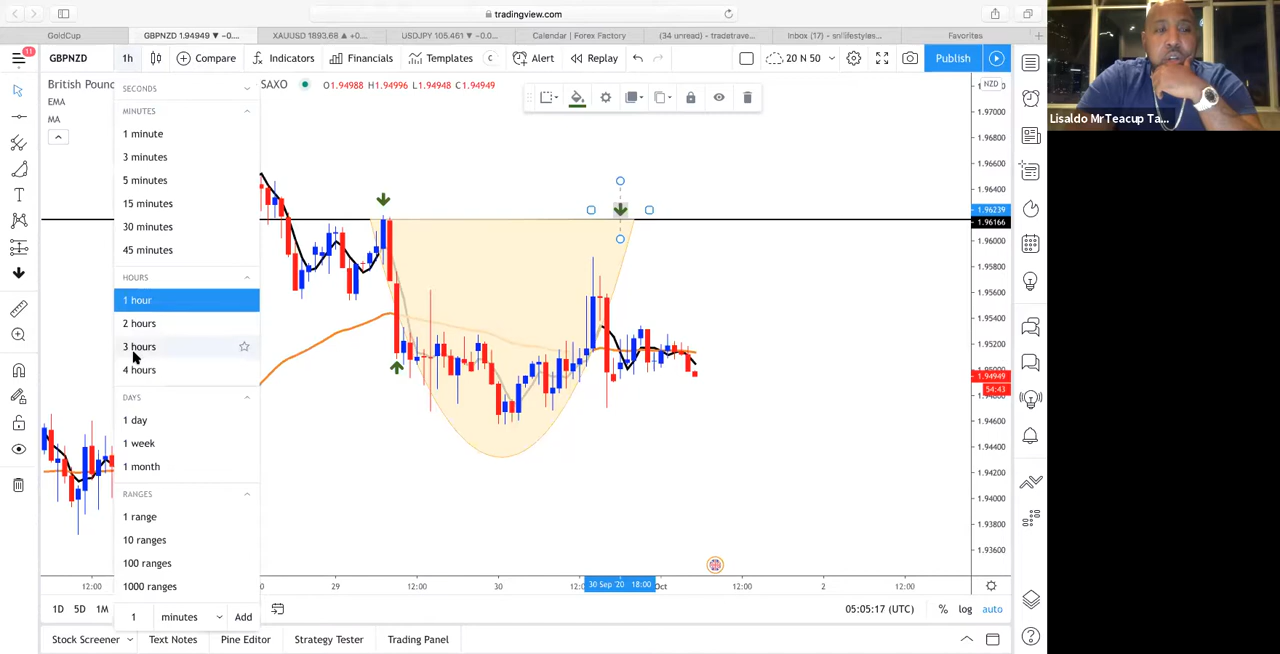 tradingview.com
GoldCup
GBPNZD 1.94949 ▼ −0....
XAUUSD 1893.68 ▲ +0....
USDJPY 105.461 ▼ −0.0...
Calendar | Forex Factory
(34 unread) - tradetrave...
Inbox (17) - snlifestyles...
Favorites
11
GBPNZD
1h
Compare
Indicators
Financials
Templates
C
Alert
Replay
20 N 50
Publish
British Pound
SAXO
O1.94988 H1.94996 L1.94948 C1.94949
EMA
MA
SECONDS
MINUTES
1 minute
3 minutes
5 minutes
15 minutes
30 minutes
45 minutes
HOURS
1 hour
2 hours
3 hours
4 hours
DAYS
1 day
1 week
1 month
RANGES
1 range
10 ranges
100 ranges
1000 ranges
1
minutes
Add
NZD
1.97000
1.96800
1.96600
1.96400
1.96239
1.96166
1.96000
1.95800
1.95600
1.95400
1.95200
1.94949
54:43
1.94600
1.94400
1.94200
1.94000
1.93800
1.93600
12:00
29
12:00
30
30 Sep '20 18:00
Oct
12:00
2
12:00
1D
5D
1M
05:05:17 (UTC)
%
log
auto
Stock Screener
Text Notes
Pine Editor
Strategy Tester
Trading Panel
Lisaldo MrTeacup Ta...